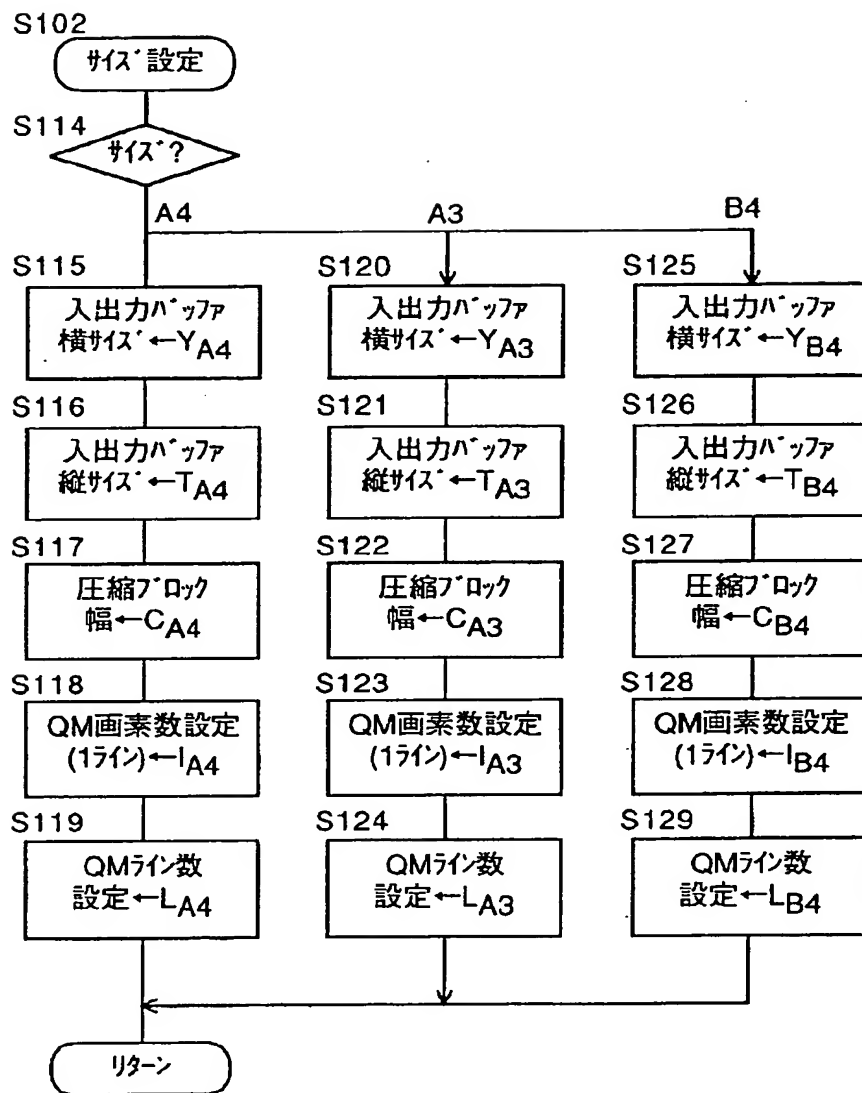 S102
ｻｲｽﾞ設定
S114
ｻｲｽﾞ?
A4
A3
B4
S115
入出力ﾊﾞｯﾌｧ
横ｻｲｽﾞ←YA4
S120
入出力ﾊﾞｯﾌｧ
横ｻｲｽﾞ←YA3
S125
入出力ﾊﾞｯﾌｧ
横ｻｲｽﾞ←YB4
S116
入出力ﾊﾞｯﾌｧ
縦ｻｲｽﾞ←TA4
S121
入出力ﾊﾞｯﾌｧ
縦ｻｲｽﾞ←TA3
S126
入出力ﾊﾞｯﾌｧ
縦ｻｲｽﾞ←TB4
S117
圧縮ﾌﾞﾛｯｸ
幅←CA4
S122
圧縮ﾌﾞﾛｯｸ
幅←CA3
S127
圧縮ﾌﾞﾛｯｸ
幅←CB4
S118
QM画素数設定
(1ﾗｲﾝ)←IA4
S123
QM画素数設定
(1ﾗｲﾝ)←IA3
S128
QM画素数設定
(1ﾗｲﾝ)←IB4
S119
QMﾗｲﾝ数
設定←LA4
S124
QMﾗｲﾝ数
設定←LA3
S129
QMﾗｲﾝ数
設定←LB4
ﾘﾀｰﾝ